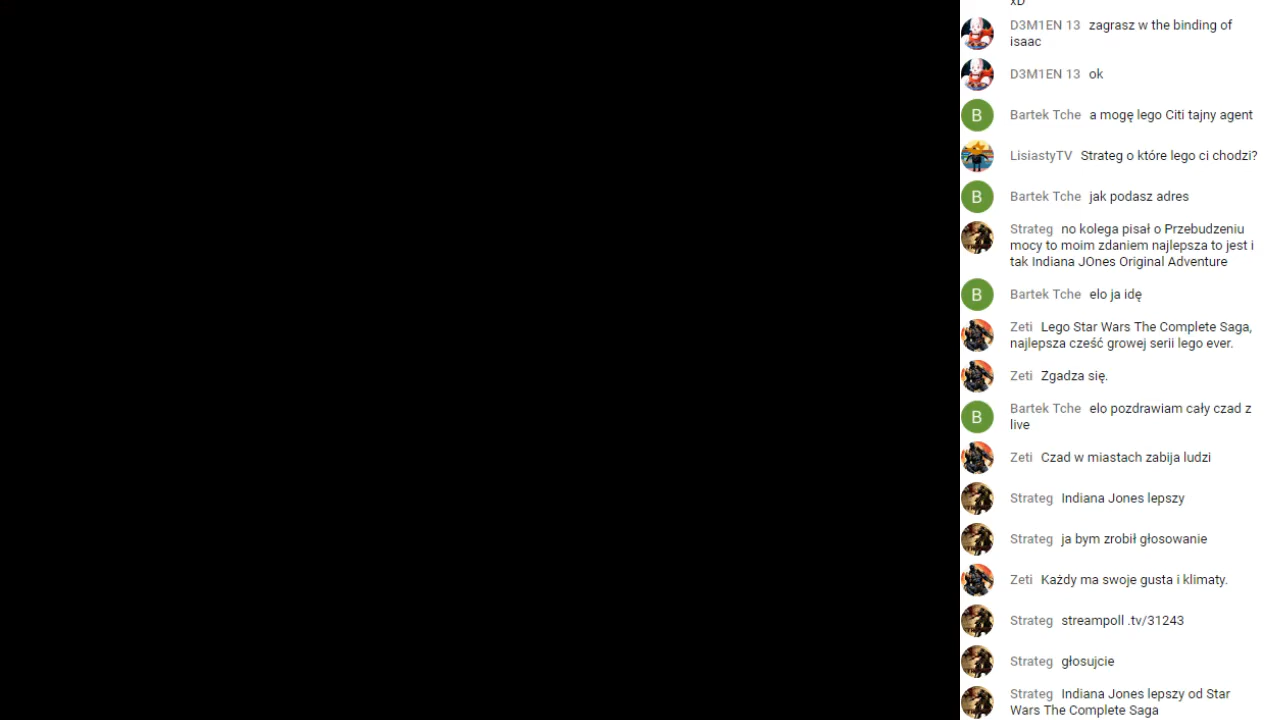 xD
D3M1EN 13 zagrasz w the binding of
isaac
D3M1EN 13 ok
B Bartek Tche a mogę lego Citi tajny agent
LisiastyTV Strateg o które lego ci chodzi?
B Bartek Tche jak podasz adres
Strateg no kolega pisał o Przebudzeniu
mocy to moim zdaniem najlepsza to jest i
tak Indiana JOnes Original Adventure
B Bartek Tche elo ja idę
Zeti Lego Star Wars The Complete Saga,
najlepsza cześć growej serii lego ever.
Zeti Zgadza się.
B Bartek Tche elo pozdrawiam cały czad z
live
Zeti Czad w miastach zabija ludzi
Strateg Indiana Jones lepszy
Strateg ja bym zrobił głosowanie
Zeti Każdy ma swoje gusta i klimaty.
Strateg streampoll .tv/31243
Strateg głosujcie
Strateg Indiana Jones lepszy od Star
Wars The Complete Saga